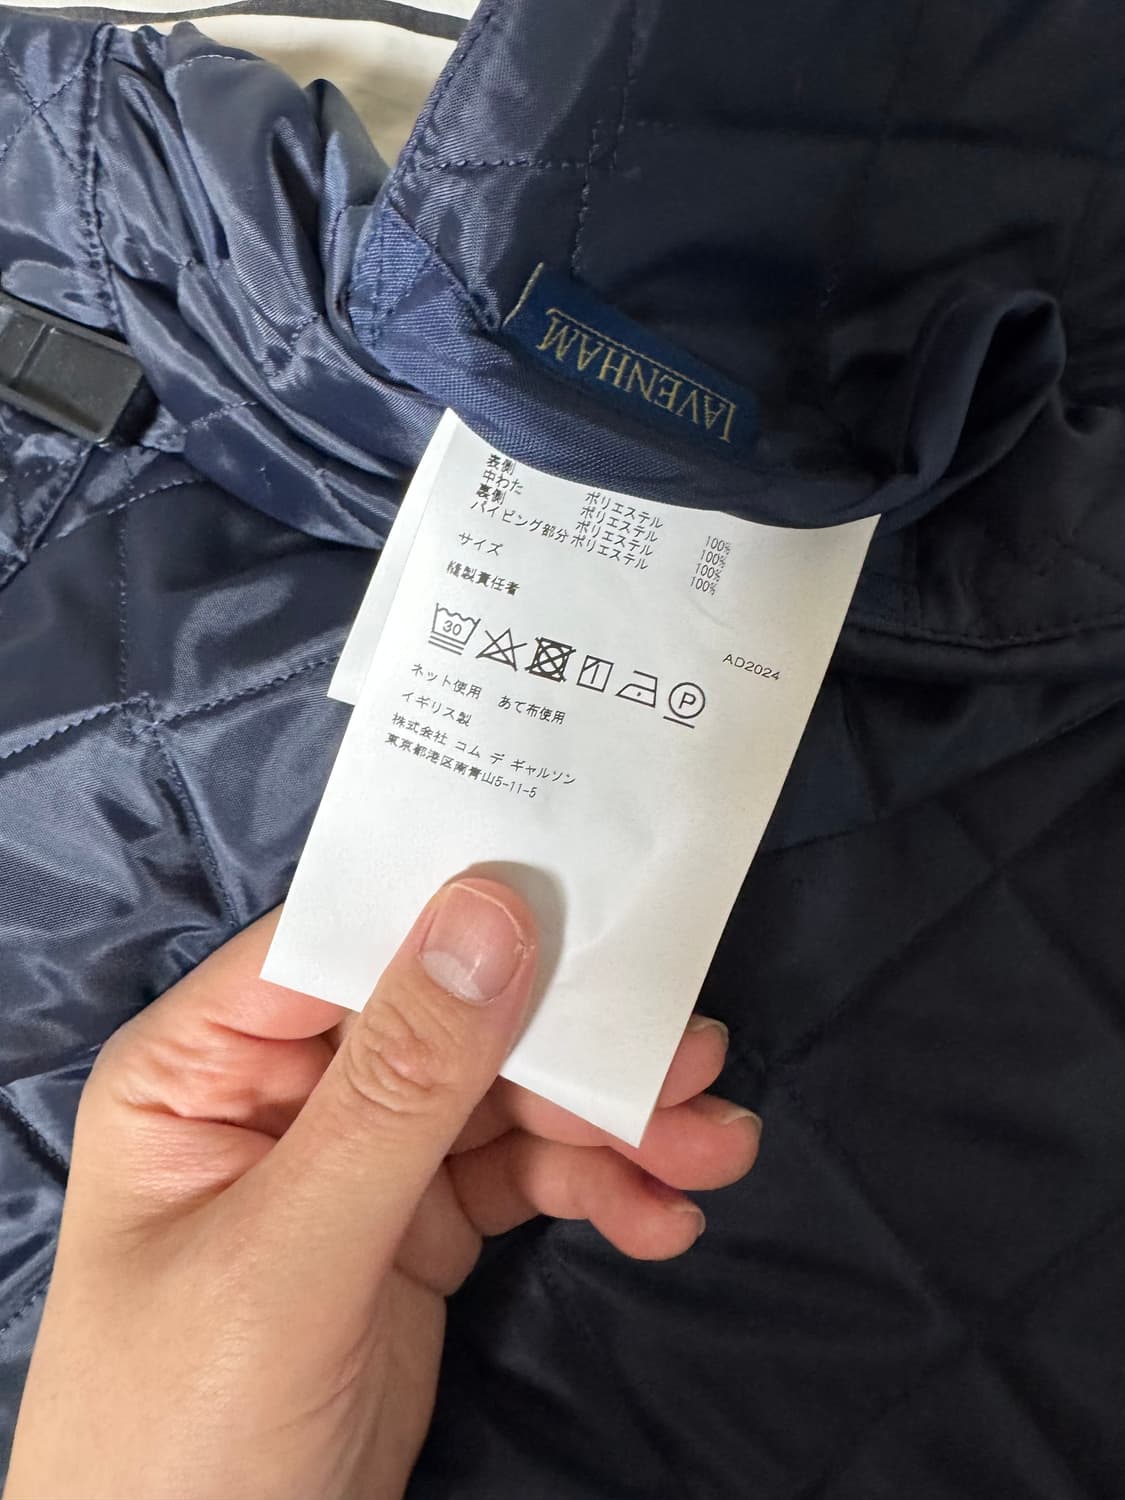 LAVENHAM
表側 ポリエステル 100%
中わた ポリエステル 100%
裏側 ポリエステル 100%
パイピング部分 ポリエステル 100%
サイズ
縫製責任者
AD2024
30
P
ネット使用 あて布使用
イギリス製
株式会社 コム デ ギャルソン
東京都港区南青山5-11-5